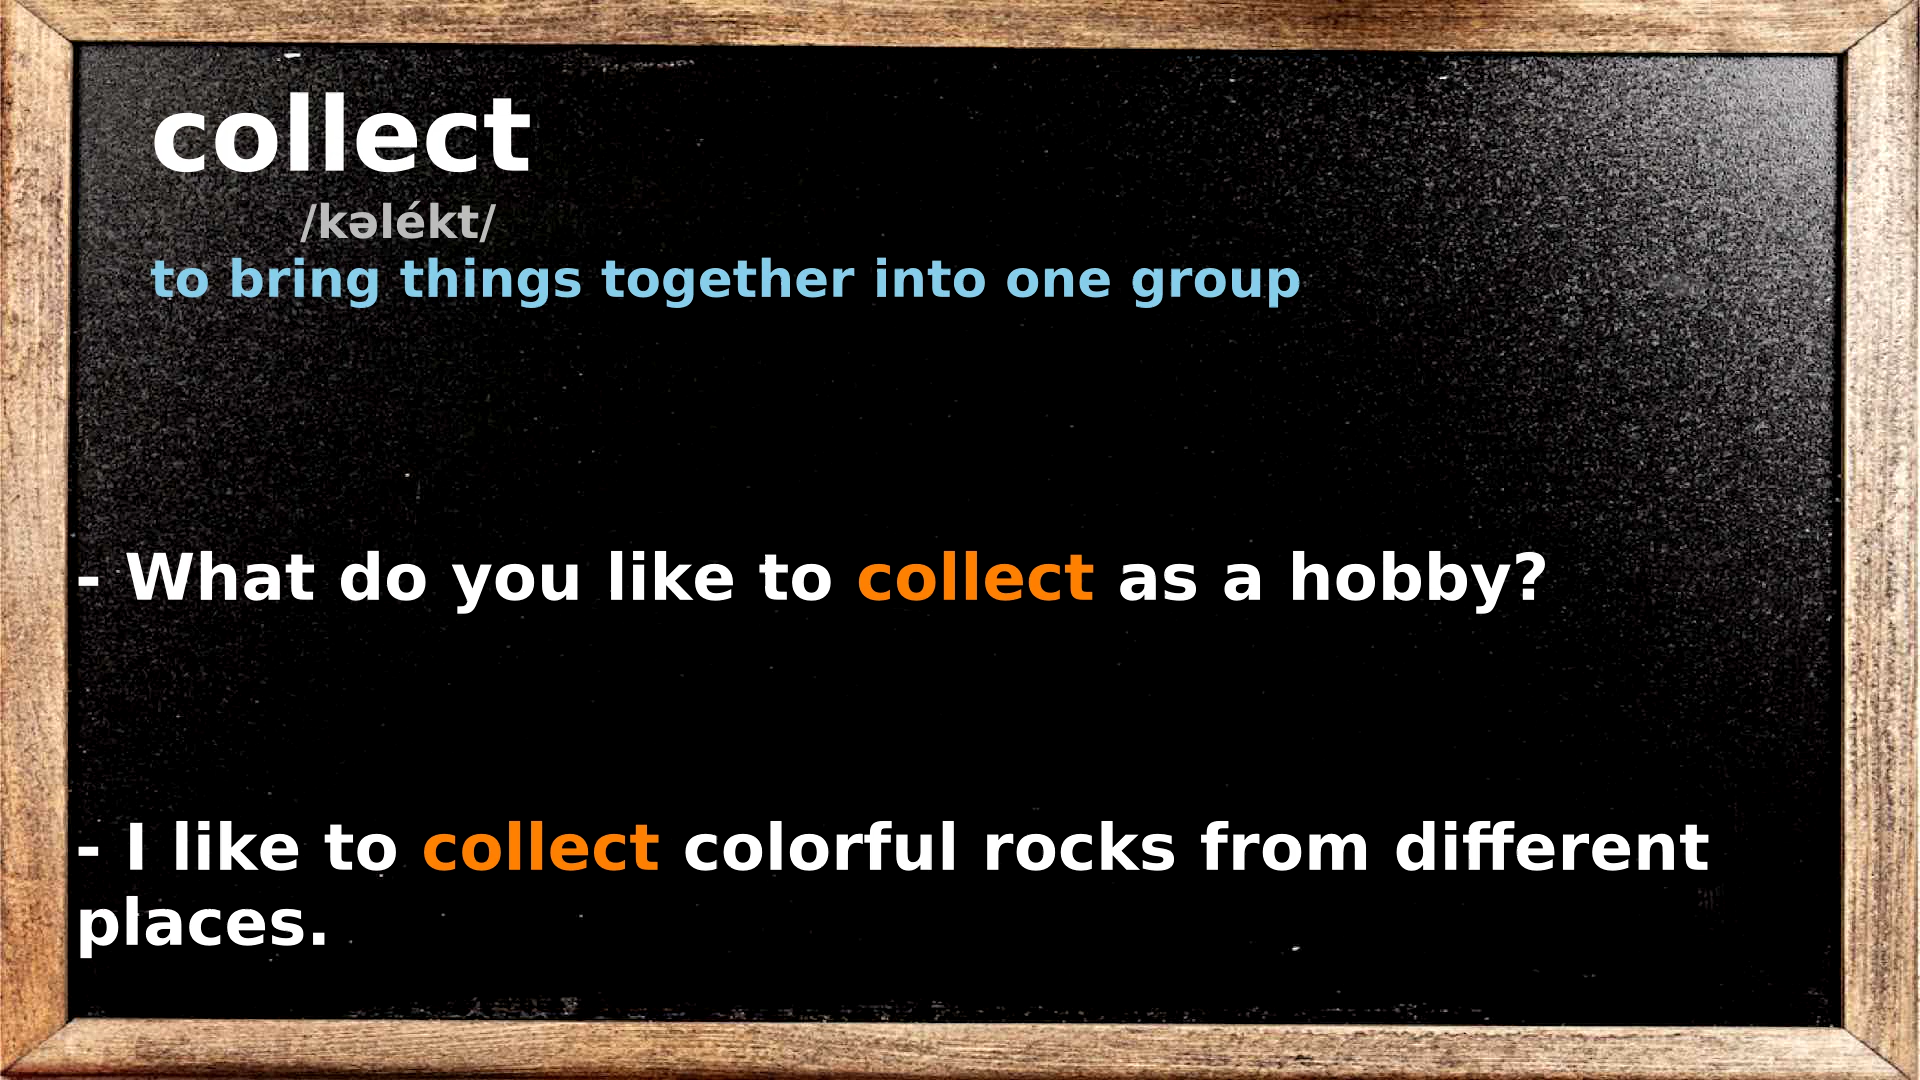 collect
/kəlékt/
to bring things together into one group
- What do you like to collect as a hobby?
- I like to collect colorful rocks from different
places.